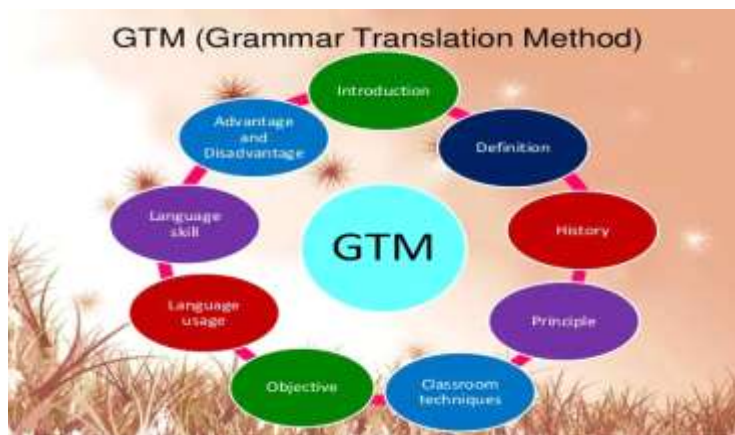 GTM (Grammar Translation Method)
Introduction
Definition
History
Principle
Classroom
techniques
Objective
Language
usage
Language
skill
Advantage
and
Disadvantage
GTM